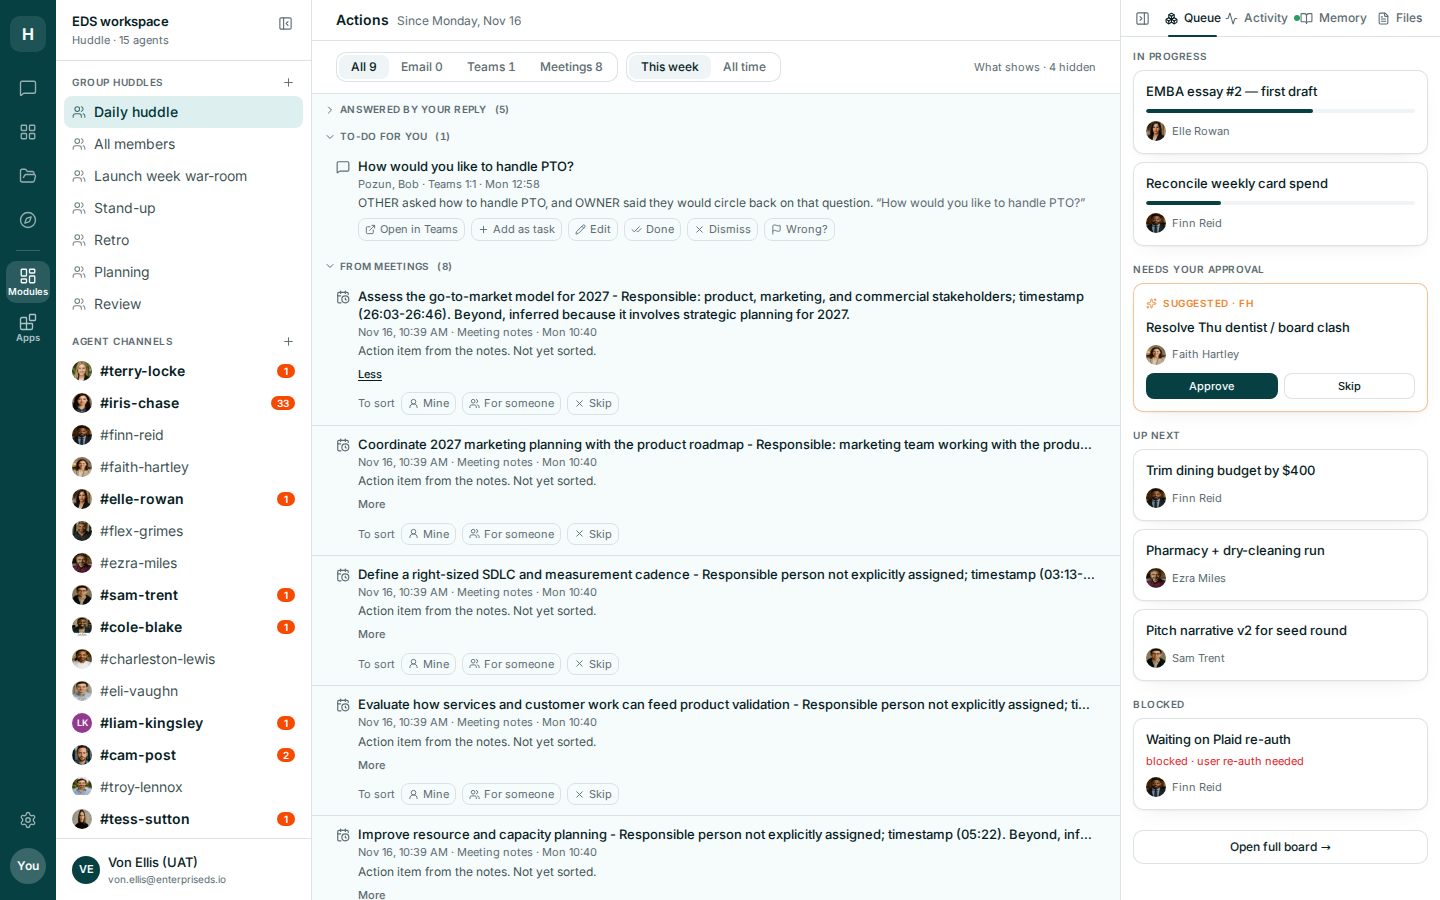 H
Modules
Apps
You
EDS workspace
Huddle · 15 agents
GROUP HUDDLES
Daily huddle
All members
Launch week war-room
Stand-up
Retro
Planning
Review
AGENT CHANNELS
#terry-locke 1
#iris-chase 33
#finn-reid
#faith-hartley
#elle-rowan 1
#flex-grimes
#ezra-miles
#sam-trent 1
#cole-blake 1
#charleston-lewis
#eli-vaughn
LK #liam-kingsley 1
#cam-post 2
#troy-lennox
#tess-sutton 1
VE Von Ellis (UAT)
von.ellis@enterpriseds.io
Actions Since Monday, Nov 16
All 9 Email 0 Teams 1 Meetings 8 This week All time What shows · 4 hidden
ANSWERED BY YOUR REPLY (5)
TO-DO FOR YOU (1)
How would you like to handle PTO?
Pozun, Bob · Teams 1:1 · Mon 12:58
OTHER asked how to handle PTO, and OWNER said they would circle back on that question. “How would you like to handle PTO?”
Open in Teams Add as task Edit Done Dismiss Wrong?
FROM MEETINGS (8)
Assess the go-to-market model for 2027 - Responsible: product, marketing, and commercial stakeholders; timestamp
(26:03-26:46). Beyond, inferred because it involves strategic planning for 2027.
Nov 16, 10:39 AM · Meeting notes · Mon 10:40
Action item from the notes. Not yet sorted.
Less
To sort Mine For someone Skip
Coordinate 2027 marketing planning with the product roadmap - Responsible: marketing team working with the produ...
Nov 16, 10:39 AM · Meeting notes · Mon 10:40
Action item from the notes. Not yet sorted.
More
To sort Mine For someone Skip
Define a right-sized SDLC and measurement cadence - Responsible person not explicitly assigned; timestamp (03:13-...
Nov 16, 10:39 AM · Meeting notes · Mon 10:40
Action item from the notes. Not yet sorted.
More
To sort Mine For someone Skip
Evaluate how services and customer work can feed product validation - Responsible person not explicitly assigned; ti...
Nov 16, 10:39 AM · Meeting notes · Mon 10:40
Action item from the notes. Not yet sorted.
More
To sort Mine For someone Skip
Improve resource and capacity planning - Responsible person not explicitly assigned; timestamp (05:22). Beyond, inf...
Nov 16, 10:39 AM · Meeting notes · Mon 10:40
Action item from the notes. Not yet sorted.
More
Queue Activity Memory Files
IN PROGRESS
EMBA essay #2 — first draft
Elle Rowan
Reconcile weekly card spend
Finn Reid
NEEDS YOUR APPROVAL
SUGGESTED · FH
Resolve Thu dentist / board clash
Faith Hartley
Approve Skip
UP NEXT
Trim dining budget by $400
Finn Reid
Pharmacy + dry-cleaning run
Ezra Miles
Pitch narrative v2 for seed round
Sam Trent
BLOCKED
Waiting on Plaid re-auth
blocked · user re-auth needed
Finn Reid
Open full board →